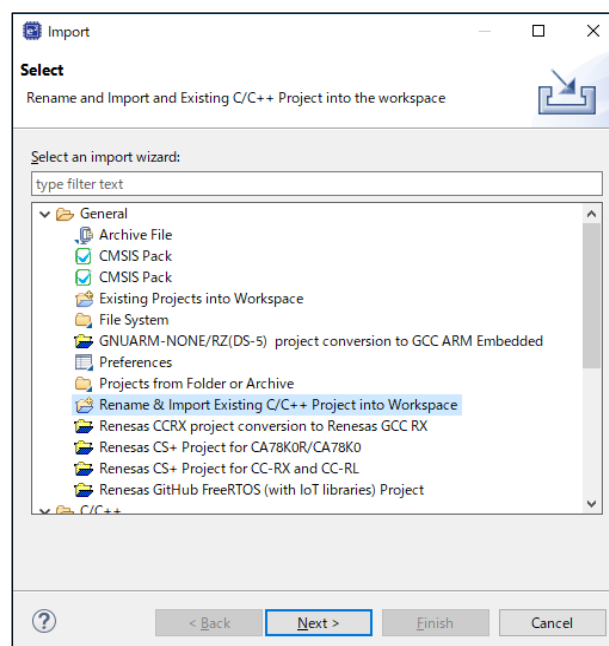 Import
Select
Rename and Import and Existing C/C++ Project into the workspace
Select an import wizard:
type filter text
General
Archive File
CMSIS Pack
CMSIS Pack
Existing Projects into Workspace
File System
GNUARM-NONE/RZ(DS-5) project conversion to GCC ARM Embedded
Preferences
Projects from Folder or Archive
Rename & Import Existing C/C++ Project into Workspace
Renesas CCRX project conversion to Renesas GCC RX
Renesas CS+ Project for CA78K0R/CA78K0
Renesas CS+ Project for CC-RX and CC-RL
Renesas GitHub FreeRTOS (with IoT libraries) Project
C/C++
< Back Next > Finish Cancel